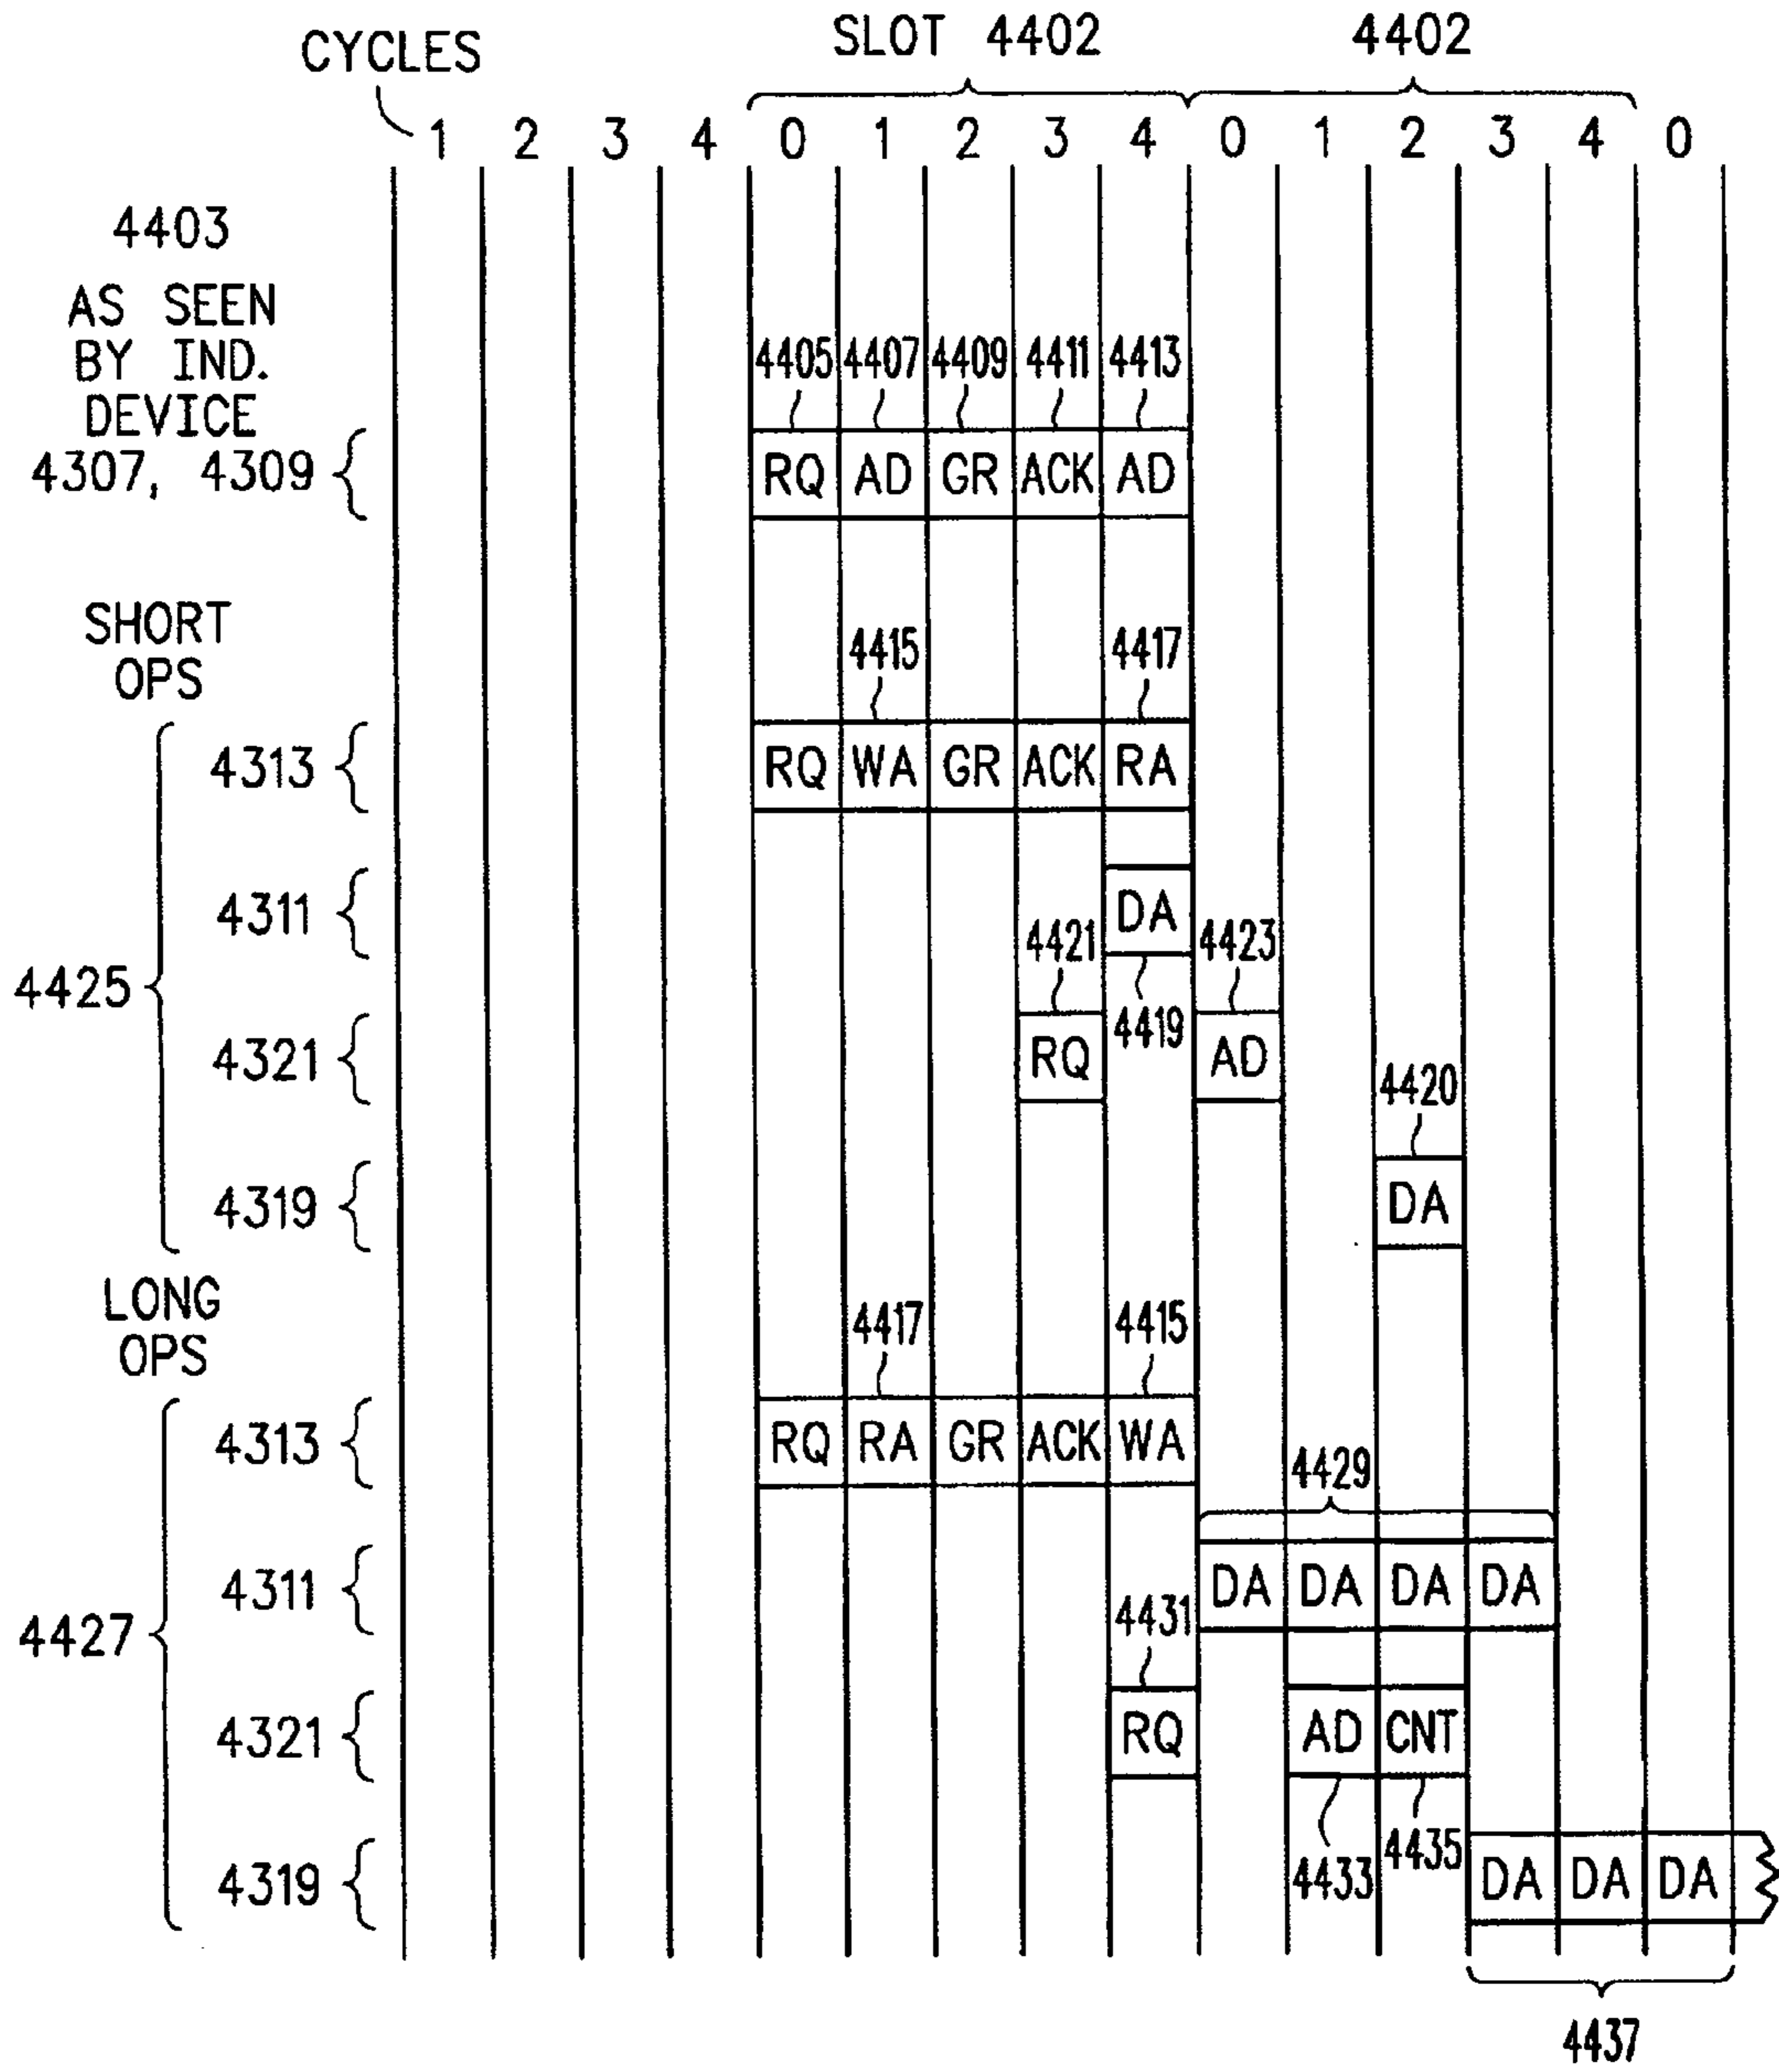 SLOT 4402 4402
CYCLES
1 2 3 4 0 1 2 3 4 0 1 2 3 4 0
4403
AS SEEN
BY IND.
DEVICE
4307, 4309
4405 4407 4409 4411 4413
RQ AD GR ACK AD
SHORT
OPS
4415 4417
4313 RQ WA GR ACK RA
4311 DA
4421 4423
4425
4419
4321 RQ AD
4420
4319 DA
LONG
OPS
4417 4415
4313 RQ RA GR ACK WA
4429
4311 DA DA DA DA
4431
4427
4321 RQ AD CNT
4433 4435
4319 DA DA DA
4437